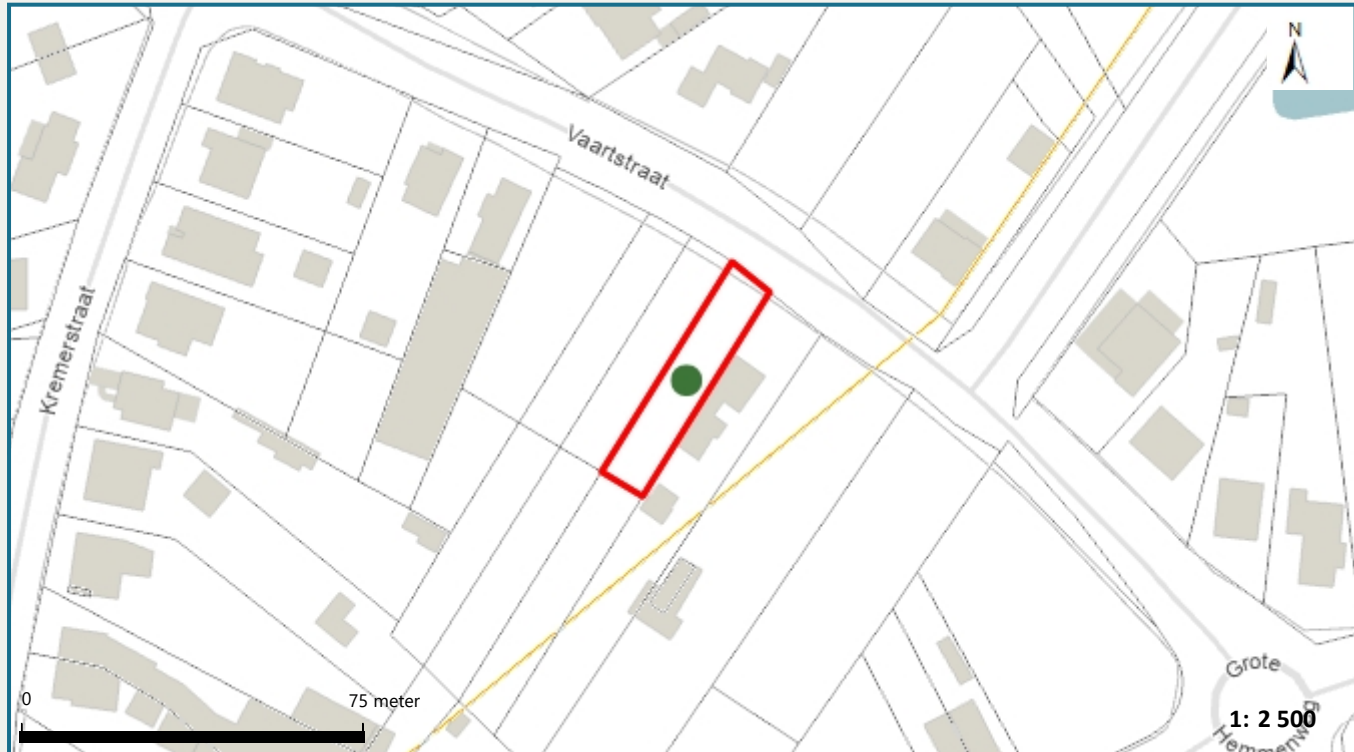 N
Vaartstraat
Kremerstraat
0
75 meter
Grote
Hemmenweg
1: 2 500